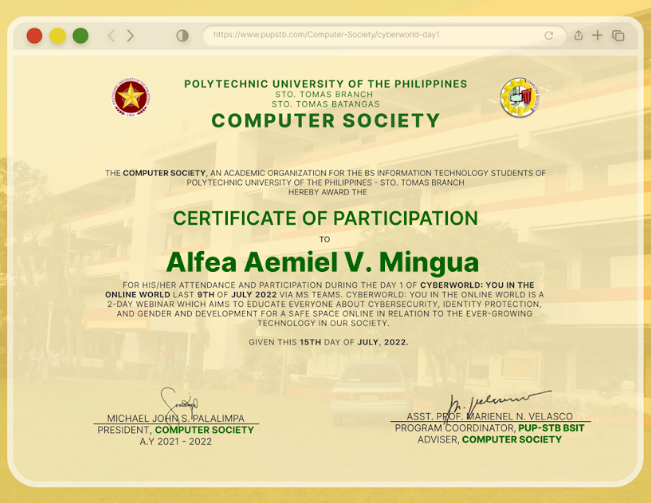 https://www.pupstb.com/Computer-Society/cyberworld-day1
POLYTECHNIC UNIVERSITY OF THE PHILIPPINES
STO. TOMAS BRANCH
STO. TOMAS BATANGAS
COMPUTER SOCIETY
THE COMPUTER SOCIETY, AN ACADEMIC ORGANIZATION FOR THE BS INFORMATION TECHNOLOGY STUDENTS OF
POLYTECHNIC UNIVERSITY OF THE PHILIPPINES - STO. TOMAS BRANCH
HEREBY AWARD THE
CERTIFICATE OF PARTICIPATION
TO
Alfea Aemiel V. Mingua
FOR HIS/HER ATTENDANCE AND PARTICIPATION DURING THE DAY 1 OF CYBERWORLD: YOU IN THE
ONLINE WORLD LAST 9TH OF JULY 2022 VIA MS TEAMS. CYBERWORLD: YOU IN THE ONLINE WORLD IS A
2-DAY WEBINAR WHICH AIMS TO EDUCATE EVERYONE ABOUT CYBERSECURITY, IDENTITY PROTECTION,
AND GENDER AND DEVELOPMENT FOR A SAFE SPACE ONLINE IN RELATION TO THE EVER-GROWING
TECHNOLOGY IN OUR SOCIETY.
GIVEN THIS 15TH DAY OF JULY, 2022.
MICHAEL JOHN S. PALALIMPA
PRESIDENT, COMPUTER SOCIETY
A.Y 2021 - 2022
ASST. PROF. MARIENEL N. VELASCO
PROGRAM COORDINATOR, PUP-STB BSIT
ADVISER, COMPUTER SOCIETY